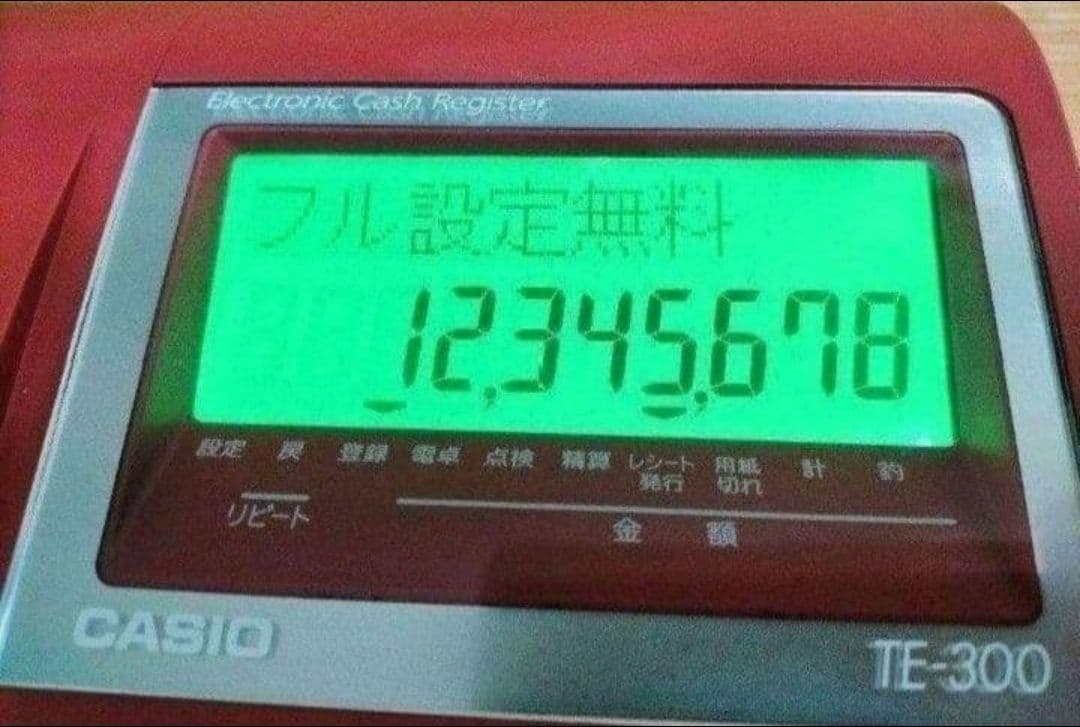 Electronic Cash Register
フル設定無料
12,345,678
設定 戻 登録 電卓 点検 精算 レシート発行 用紙切れ 計 釣
リピート
金 額
CASIO
TE-300